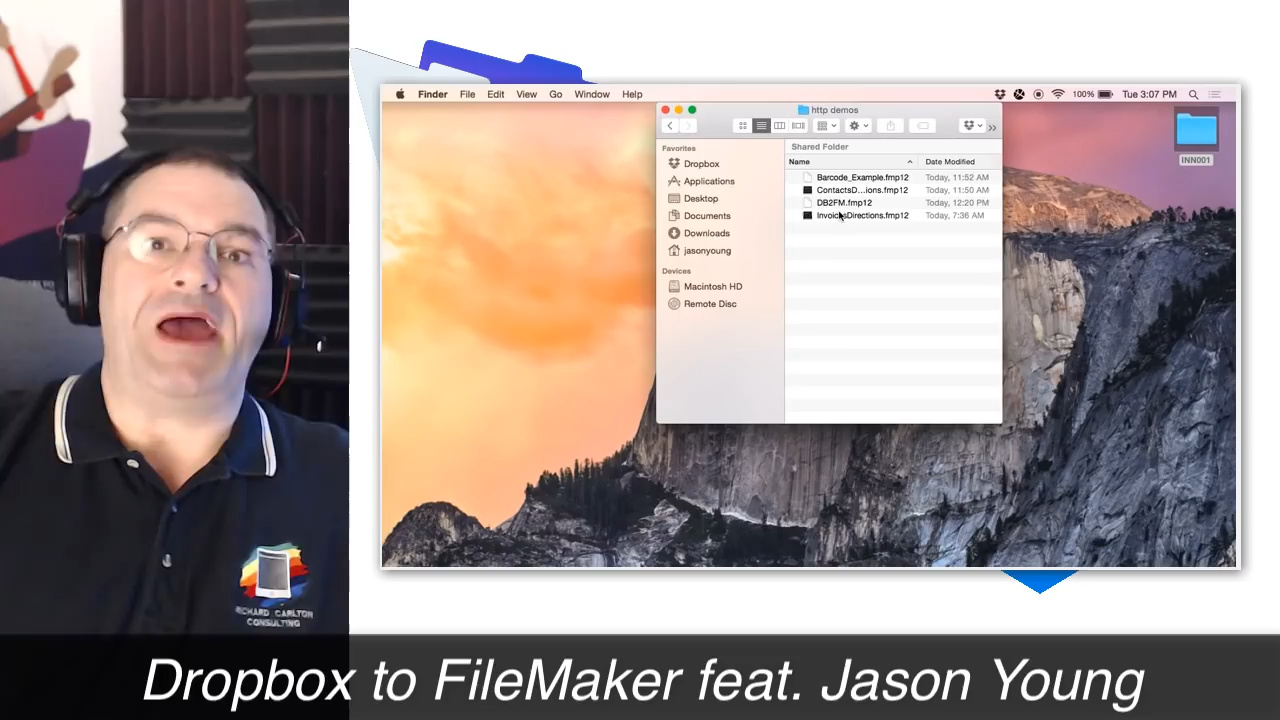 Finder File Edit View Go Window Help 100% Tue 3:07 PM
http demos
INN001
Favorites
Dropbox
Applications
Desktop
Documents
Downloads
jasonyoung
Devices
Macintosh HD
Remote Disc
Shared Folder
Name Date Modified
Barcode_Example.fmp12 Today, 11:52 AM
ContactsD...ions.fmp12 Today, 11:50 AM
DB2FM.fmp12 Today, 12:20 PM
InvoicesDirections.fmp12 Today, 7:36 AM
RICHARD CARLTON
CONSULTING
Dropbox to FileMaker feat. Jason Young